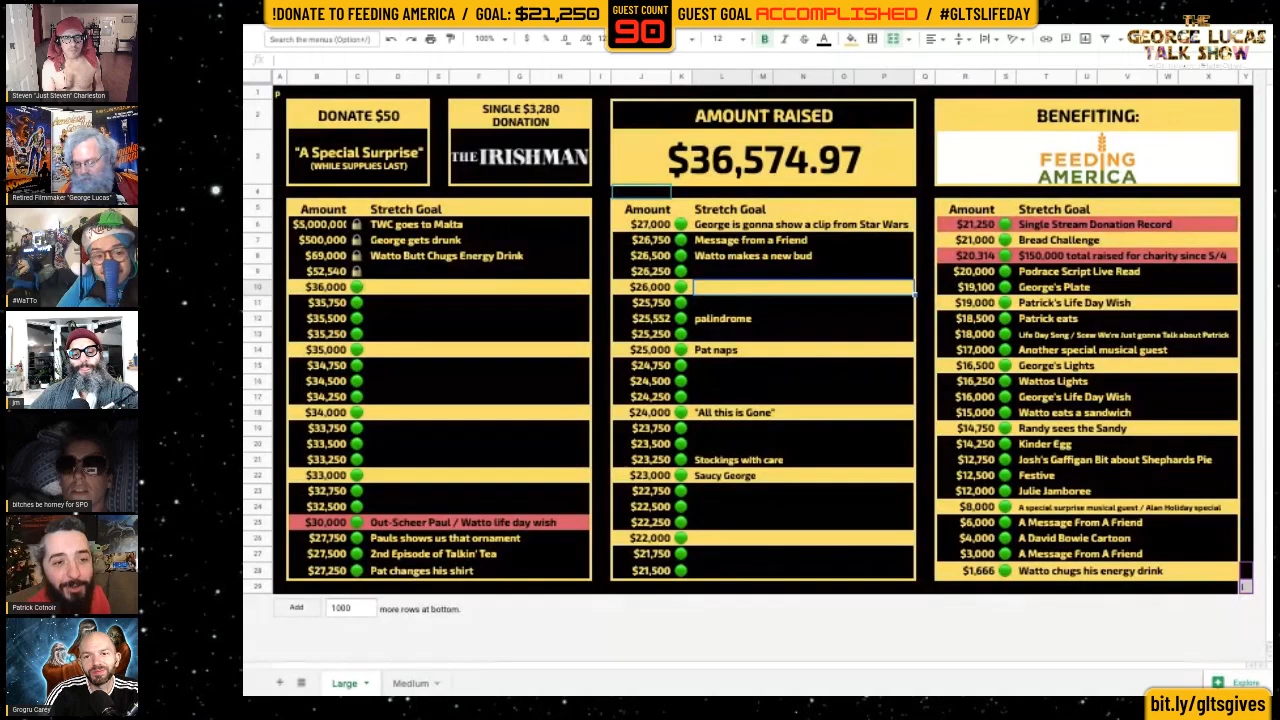 !DONATE TO FEEDING AMERICA / GOAL: $21,250
GUEST COUNT
90
GUEST GOAL ACCOMPLISHED / #GLTSLIFEDAY
THE
GEORGE LUCAS
TALK SHOW
Search the menus (Option+/)
100%
$ % .0 .00 12
12
B I S A
fx
A B C D E F G H I J K L M N O P Q R S T U V W X Y
P
DONATE $50
"A Special Surprise"
(WHILE SUPPLIES LAST)
SINGLE $3,280
DONATION
THE IRISHMAN
AMOUNT RAISED
$36,574.97
BENEFITING:
FEEDING
AMERICA
Amount Stretch Goal
$5,000,000 TWC goes to Malta
$500,000 George gets drunk
$69,000 Watto Butt Chugs Energy Drink
$52,540
$36,000
$35,750
$35,500
$35,250
$35,000
$34,750
$34,500
$34,250
$34,000
$33,750
$33,500
$33,250
$33,000
$32,750
$32,500
$30,000 Out-Scheer Paul / Watto life day wish
$27,750 Pauls shows us that ornament
$27,500 2nd Episode of Talkin' Tea
$27,250 Pat changes his shirt
Amount Stretch Goal
$27,000 George is gonna show a clip from Star Wars
$26,750 Message from a Friend
$26,500 Watto makes a new bud
$26,250
$26,000
$25,750
$25,552 palindrome
$25,250
$25,000 Pat naps
$24,750
$24,500
$24,250
$24,000 "All this is Gone"
$23,750
$23,500
$23,250 Stockings with care
$23,000 Saucy George
$22,750
$22,500
$22,250
$22,000
$21,750
$21,500
Amount Stretch Goal
$21,250 Single Stream Donation Record
$21,000 Bread Challenge
$20,314 $150,000 total raised for charity since 5/4
$20,000 Podrace Script Live Read
$19,100 George's Plate
$19,000 Patrick's Life Day Wish
$18,500 Patrick eats
$18,000 Life Day Song / Scew We're Just gonna Talk about Patrick
$17,000 Another special musical guest
$16,500 George's Lights
$16,250 Wattos Lights
$16,000 George's Life Day Wish
$15,000 Watto eats a sandwich
$14,750 Randy sees the Sandy
$14,250 Kinder Egg
$12,750 Josh's Gaffigan Bit about Shephards Pie
$12,500 Festive
$12,000 Julie Jamboree
$8,000 A special surprise musical guest / Alan Holiday special
$6,000 A Message From A Friend
$4,000 A David Bowie Cartoon
$3,000 A Message From A Friend
$1,666 Watto chugs his energy drink
Add 1000 more rows at bottom.
+ Large Medium
Explore
bit.ly/gltsgives
Steven "Just Steven" Charleston
Retired Filmmaker "George Lucas"
#WaTTo
bitches be horney for SPO
Patrick Cotnoir
Grogru Carey